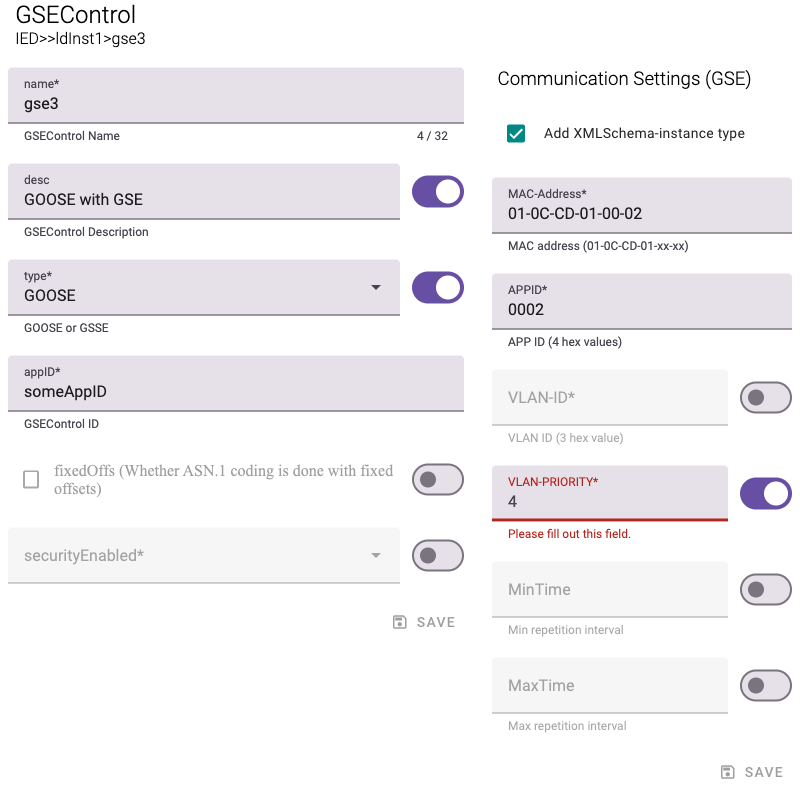 GSEControl
IED>>ldInst1>gse3
name*
gse3
GSEControl Name
4 / 32
desc
GOOSE with GSE
GSEControl Description
type*
GOOSE
GOOSE or GSSE
appID*
someAppID
GSEControl ID
fixedOffs (Whether ASN.1 coding is done with fixed
offsets)
securityEnabled*
SAVE
Communication Settings (GSE)
Add XMLSchema-instance type
MAC-Address*
01-0C-CD-01-00-02
MAC address (01-0C-CD-01-xx-xx)
APPID*
0002
APP ID (4 hex values)
VLAN-ID*
VLAN ID (3 hex value)
VLAN-PRIORITY*
4
Please fill out this field.
MinTime
Min repetition interval
MaxTime
Max repetition interval
SAVE